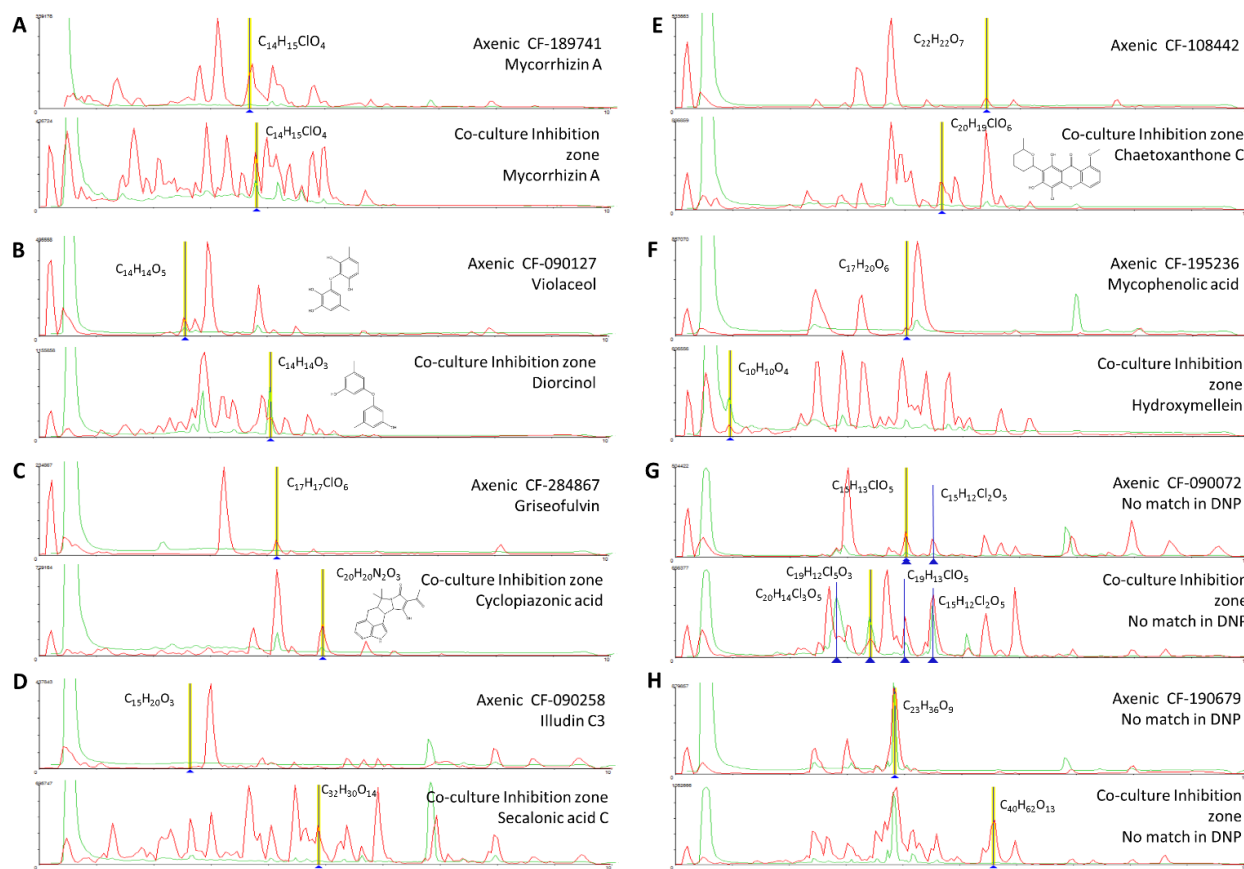 A
C14H15ClO4
Axenic CF-189741
Mycorrhizin A
C14H15ClO4
Co-culture Inhibition
zone
Mycorrhizin A
B
C14H14O5
Axenic CF-090127
Violaceol
C14H14O3
Co-culture Inhibition zone
Diorcinol
C
C17H17ClO6
Axenic CF-284867
Griseofulvin
C20H20N2O3
Co-culture Inhibition zone
Cyclopiazonic acid
D
C15H20O3
Axenic CF-090258
Illudin C3
C32H30O14
Co-culture Inhibition zone
Secalonic acid C
E
C22H22O7
Axenic CF-108442
C20H19ClO6
Co-culture Inhibition zone
Chaetoxanthone C
F
C17H20O6
Axenic CF-195236
Mycophenolic acid
C10H10O4
Co-culture Inhibition
zone
Hydroxymellein
G
C15H13ClO5
C15H12Cl2O5
Axenic CF-090072
No match in DNP
C19H12Cl5O3
C19H13ClO5
C20H14Cl3O5
C15H12Cl2O5
Co-culture Inhibition
zone
No match in DNP
H
C23H36O9
Axenic CF-190679
No match in DNP
C40H62O13
Co-culture Inhibition
zone
No match in DNP